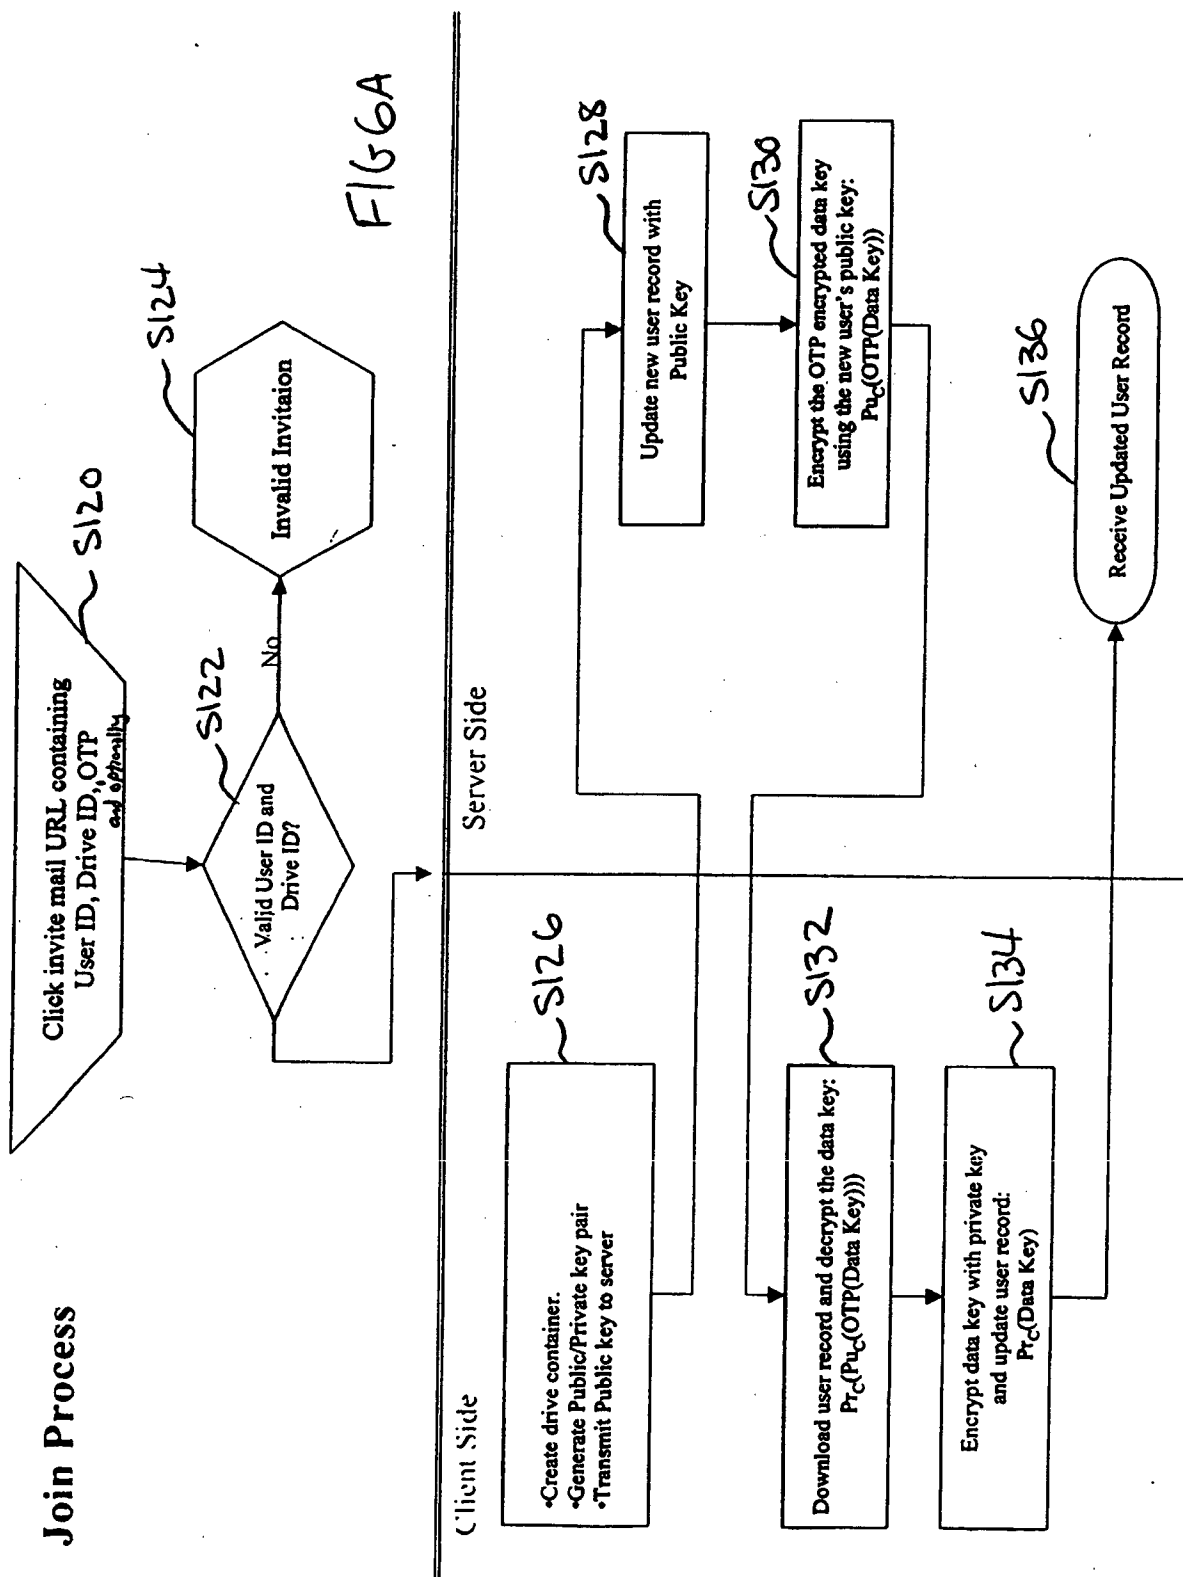 Join Process
Click invite mail URL containing
User ID, Drive ID, OTP
and optionally
S120
Valid User ID and
Drive ID?
S122
No
Invalid Invitaion
S124
FIG 6A
Client Side
Server Side
•Create drive container.
•Generate Public/Private key pair
•Transmit Public key to server
S126
Update new user record with
Public Key
S128
Encrypt the OTP encrypted data key
using the new user's public key:
PuC(OTP(Data Key))
S130
Download user record and decrypt the data key:
PrC(PuC(OTP(Data Key)))
S132
Encrypt data key with private key
and update user record:
PrC(Data Key)
S134
Receive Updated User Record
S136